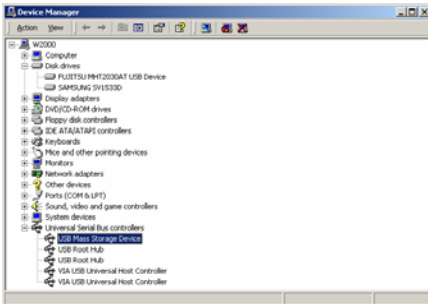 Device Manager
Action View
W2000
Computer
Disk drives
FUJITSU MHT2030AT USB Device
SAMSUNG SV1533D
Display adapters
DVD/CD-ROM drives
Floppy disk controllers
IDE ATA/ATAPI controllers
Keyboards
Mice and other pointing devices
Monitors
Network adapters
Other devices
Ports (COM & LPT)
Sound, video and game controllers
System devices
Universal Serial Bus controllers
USB Mass Storage Device
USB Root Hub
USB Root Hub
VIA USB Universal Host Controller
VIA USB Universal Host Controller